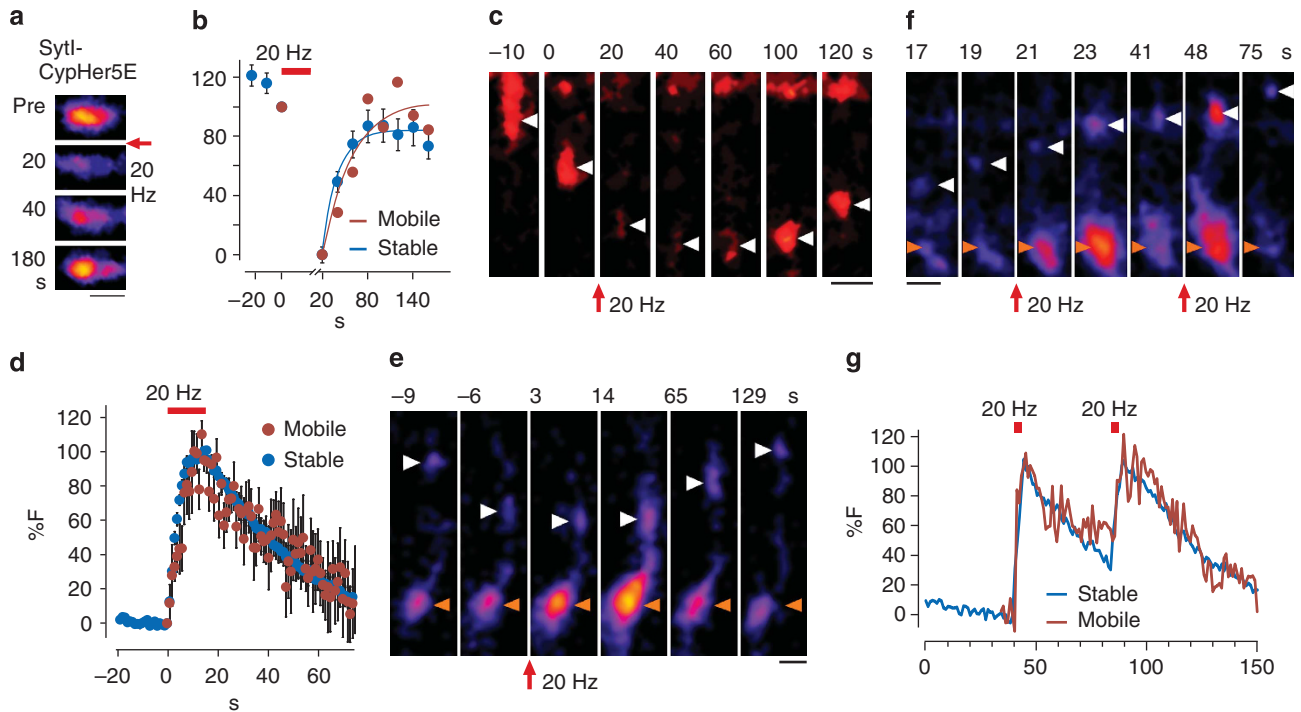 a
SytI-
CypHer5E
Pre
20
40
180
s
20
Hz
b
20 Hz
120
80
40
0
Mobile
Stable
–20 0 20 80 140
s
c
–10 0 20 40 60 100 120 s
20 Hz
f
17 19 21 23 41 48 75 s
20 Hz 20 Hz
d
20 Hz
120
100
80
60
40
20
0
%F
Mobile
Stable
–20 0 20 40 60
s
e
–9 –6 3 14 65 129 s
20 Hz
g
20 Hz 20 Hz
120
100
80
60
40
20
0
%F
Stable
Mobile
0 50 100 150